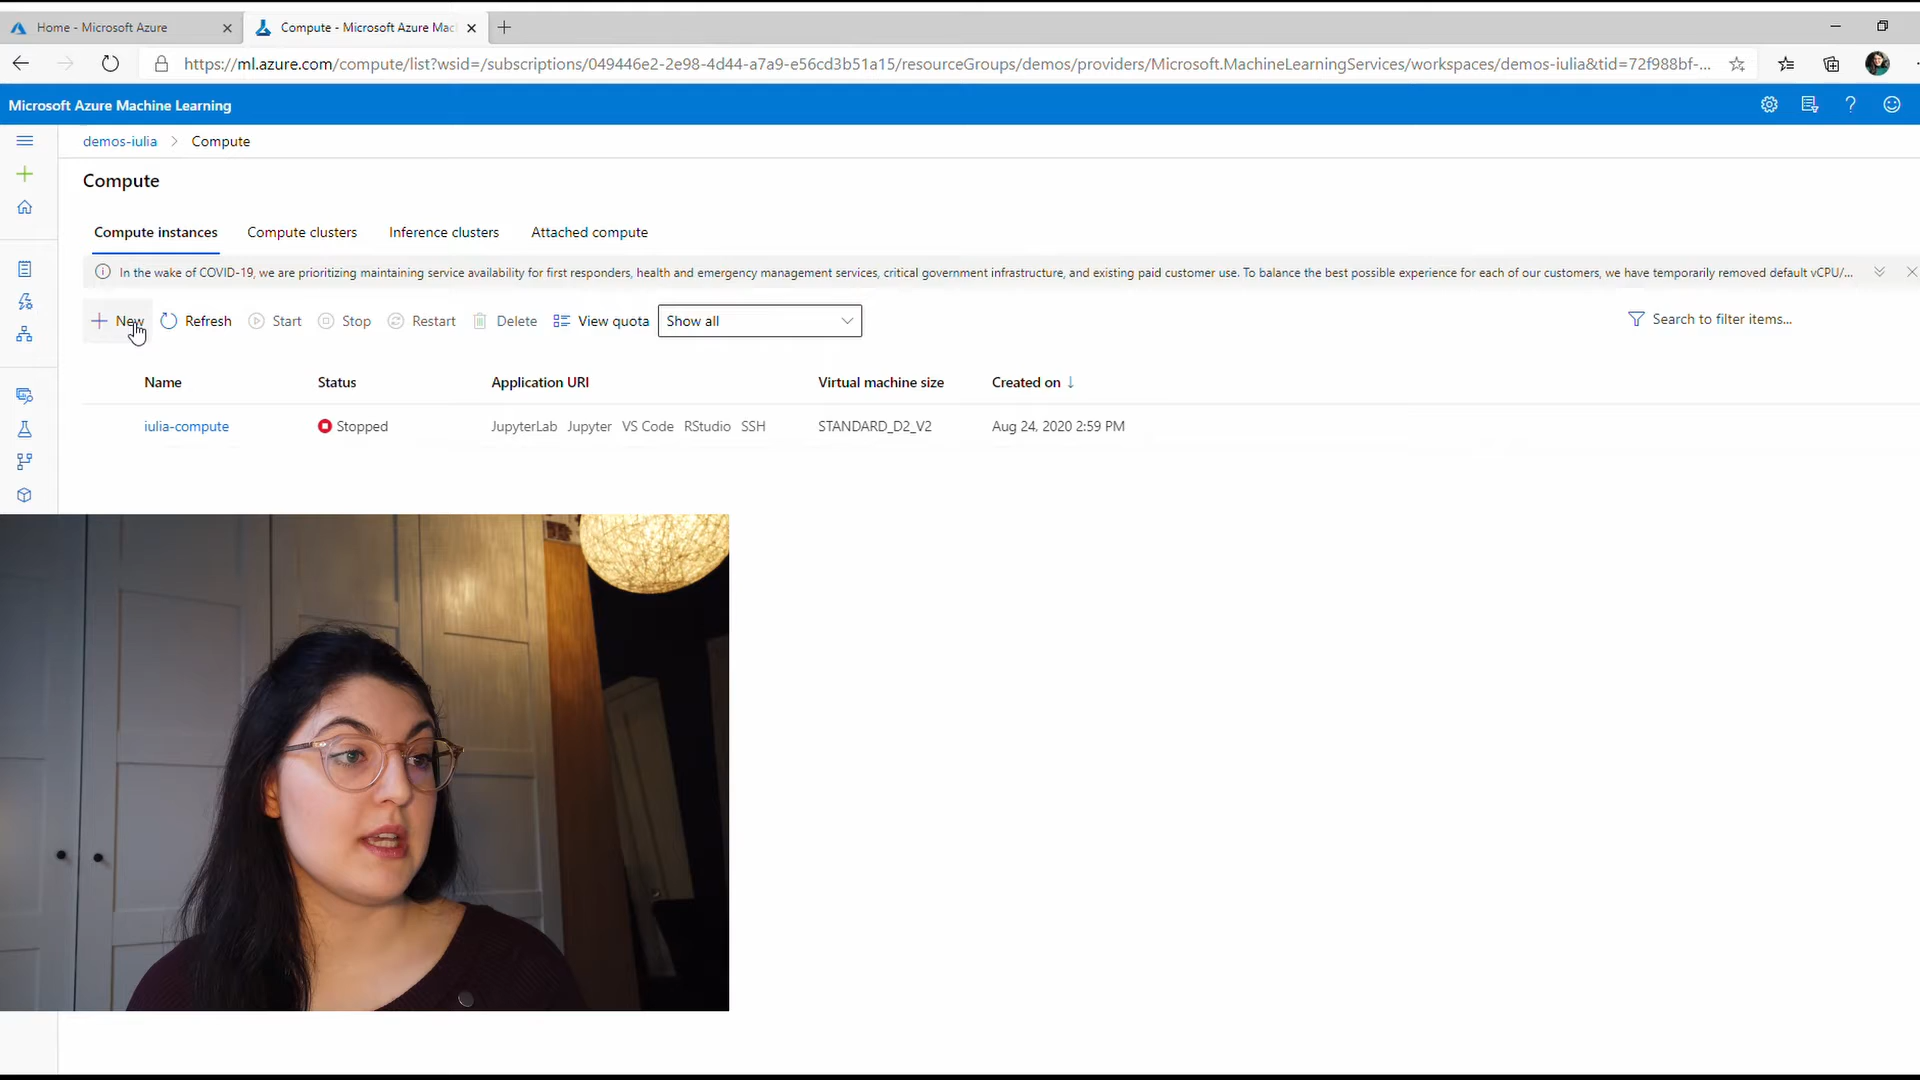 Home - Microsoft Azure
Compute - Microsoft Azure Mac
https://ml.azure.com/compute/list?wsid=/subscriptions/049446e2-2e98-4d44-a7a9-e56cd3b51a15/resourceGroups/demos/providers/Microsoft.MachineLearningServices/workspaces/demos-iulia&tid=72f988bf-...
Microsoft Azure Machine Learning
demos-iulia > Compute
Compute
Compute instances Compute clusters Inference clusters Attached compute
In the wake of COVID-19, we are prioritizing maintaining service availability for first responders, health and emergency management services, critical government infrastructure, and existing paid customer use. To balance the best possible experience for each of our customers, we have temporarily removed default vCPU/...
New Refresh Start Stop Restart Delete View quota Show all Search to filter items...
Name Status Application URI Virtual machine size Created on ↓
iulia-compute Stopped JupyterLab Jupyter VS Code RStudio SSH STANDARD_D2_V2 Aug 24, 2020 2:59 PM